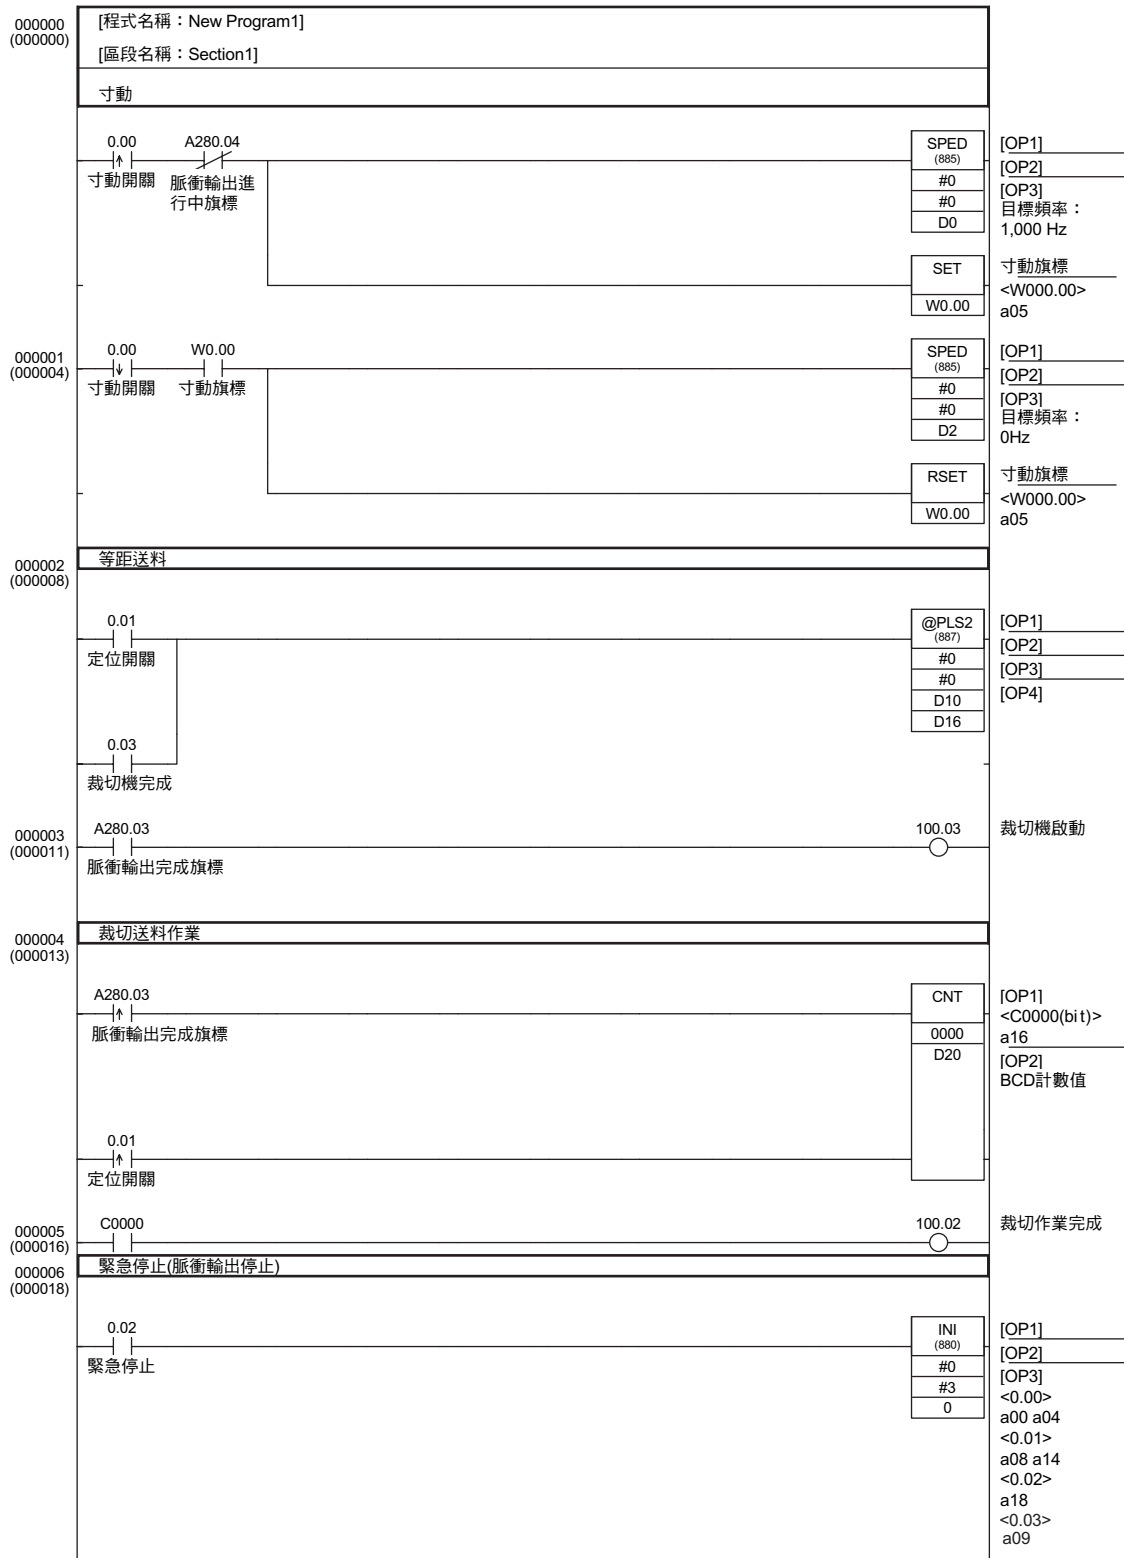 000000
(000000)
[程式名稱：New Program1]
[區段名稱：Section1]
寸動
0.00
A280.04
寸動開關
脈衝輸出進
行中旗標
SPED
(885)
#0
#0
D0
[OP1]
[OP2]
[OP3]
目標頻率：
1,000 Hz
SET
W0.00
寸動旗標
<W000.00>
a05
000001
(000004)
0.00
W0.00
寸動開關
寸動旗標
SPED
(885)
#0
#0
D2
[OP1]
[OP2]
[OP3]
目標頻率：
0Hz
RSET
W0.00
寸動旗標
<W000.00>
a05
000002
(000008)
等距送料
0.01
定位開關
@PLS2
(887)
#0
#0
D10
D16
[OP1]
[OP2]
[OP3]
[OP4]
0.03
裁切機完成
000003
(000011)
A280.03
脈衝輸出完成旗標
100.03
裁切機啟動
000004
(000013)
裁切送料作業
A280.03
脈衝輸出完成旗標
CNT
0000
D20
[OP1]
<C0000(bit)>
a16
[OP2]
BCD計數值
0.01
定位開關
000005
(000016)
C0000
100.02
裁切作業完成
000006
(000018)
緊急停止(脈衝輸出停止)
0.02
緊急停止
INI
(880)
#0
#3
0
[OP1]
[OP2]
[OP3]
<0.00>
a00 a04
<0.01>
a08 a14
<0.02>
a18
<0.03>
a09